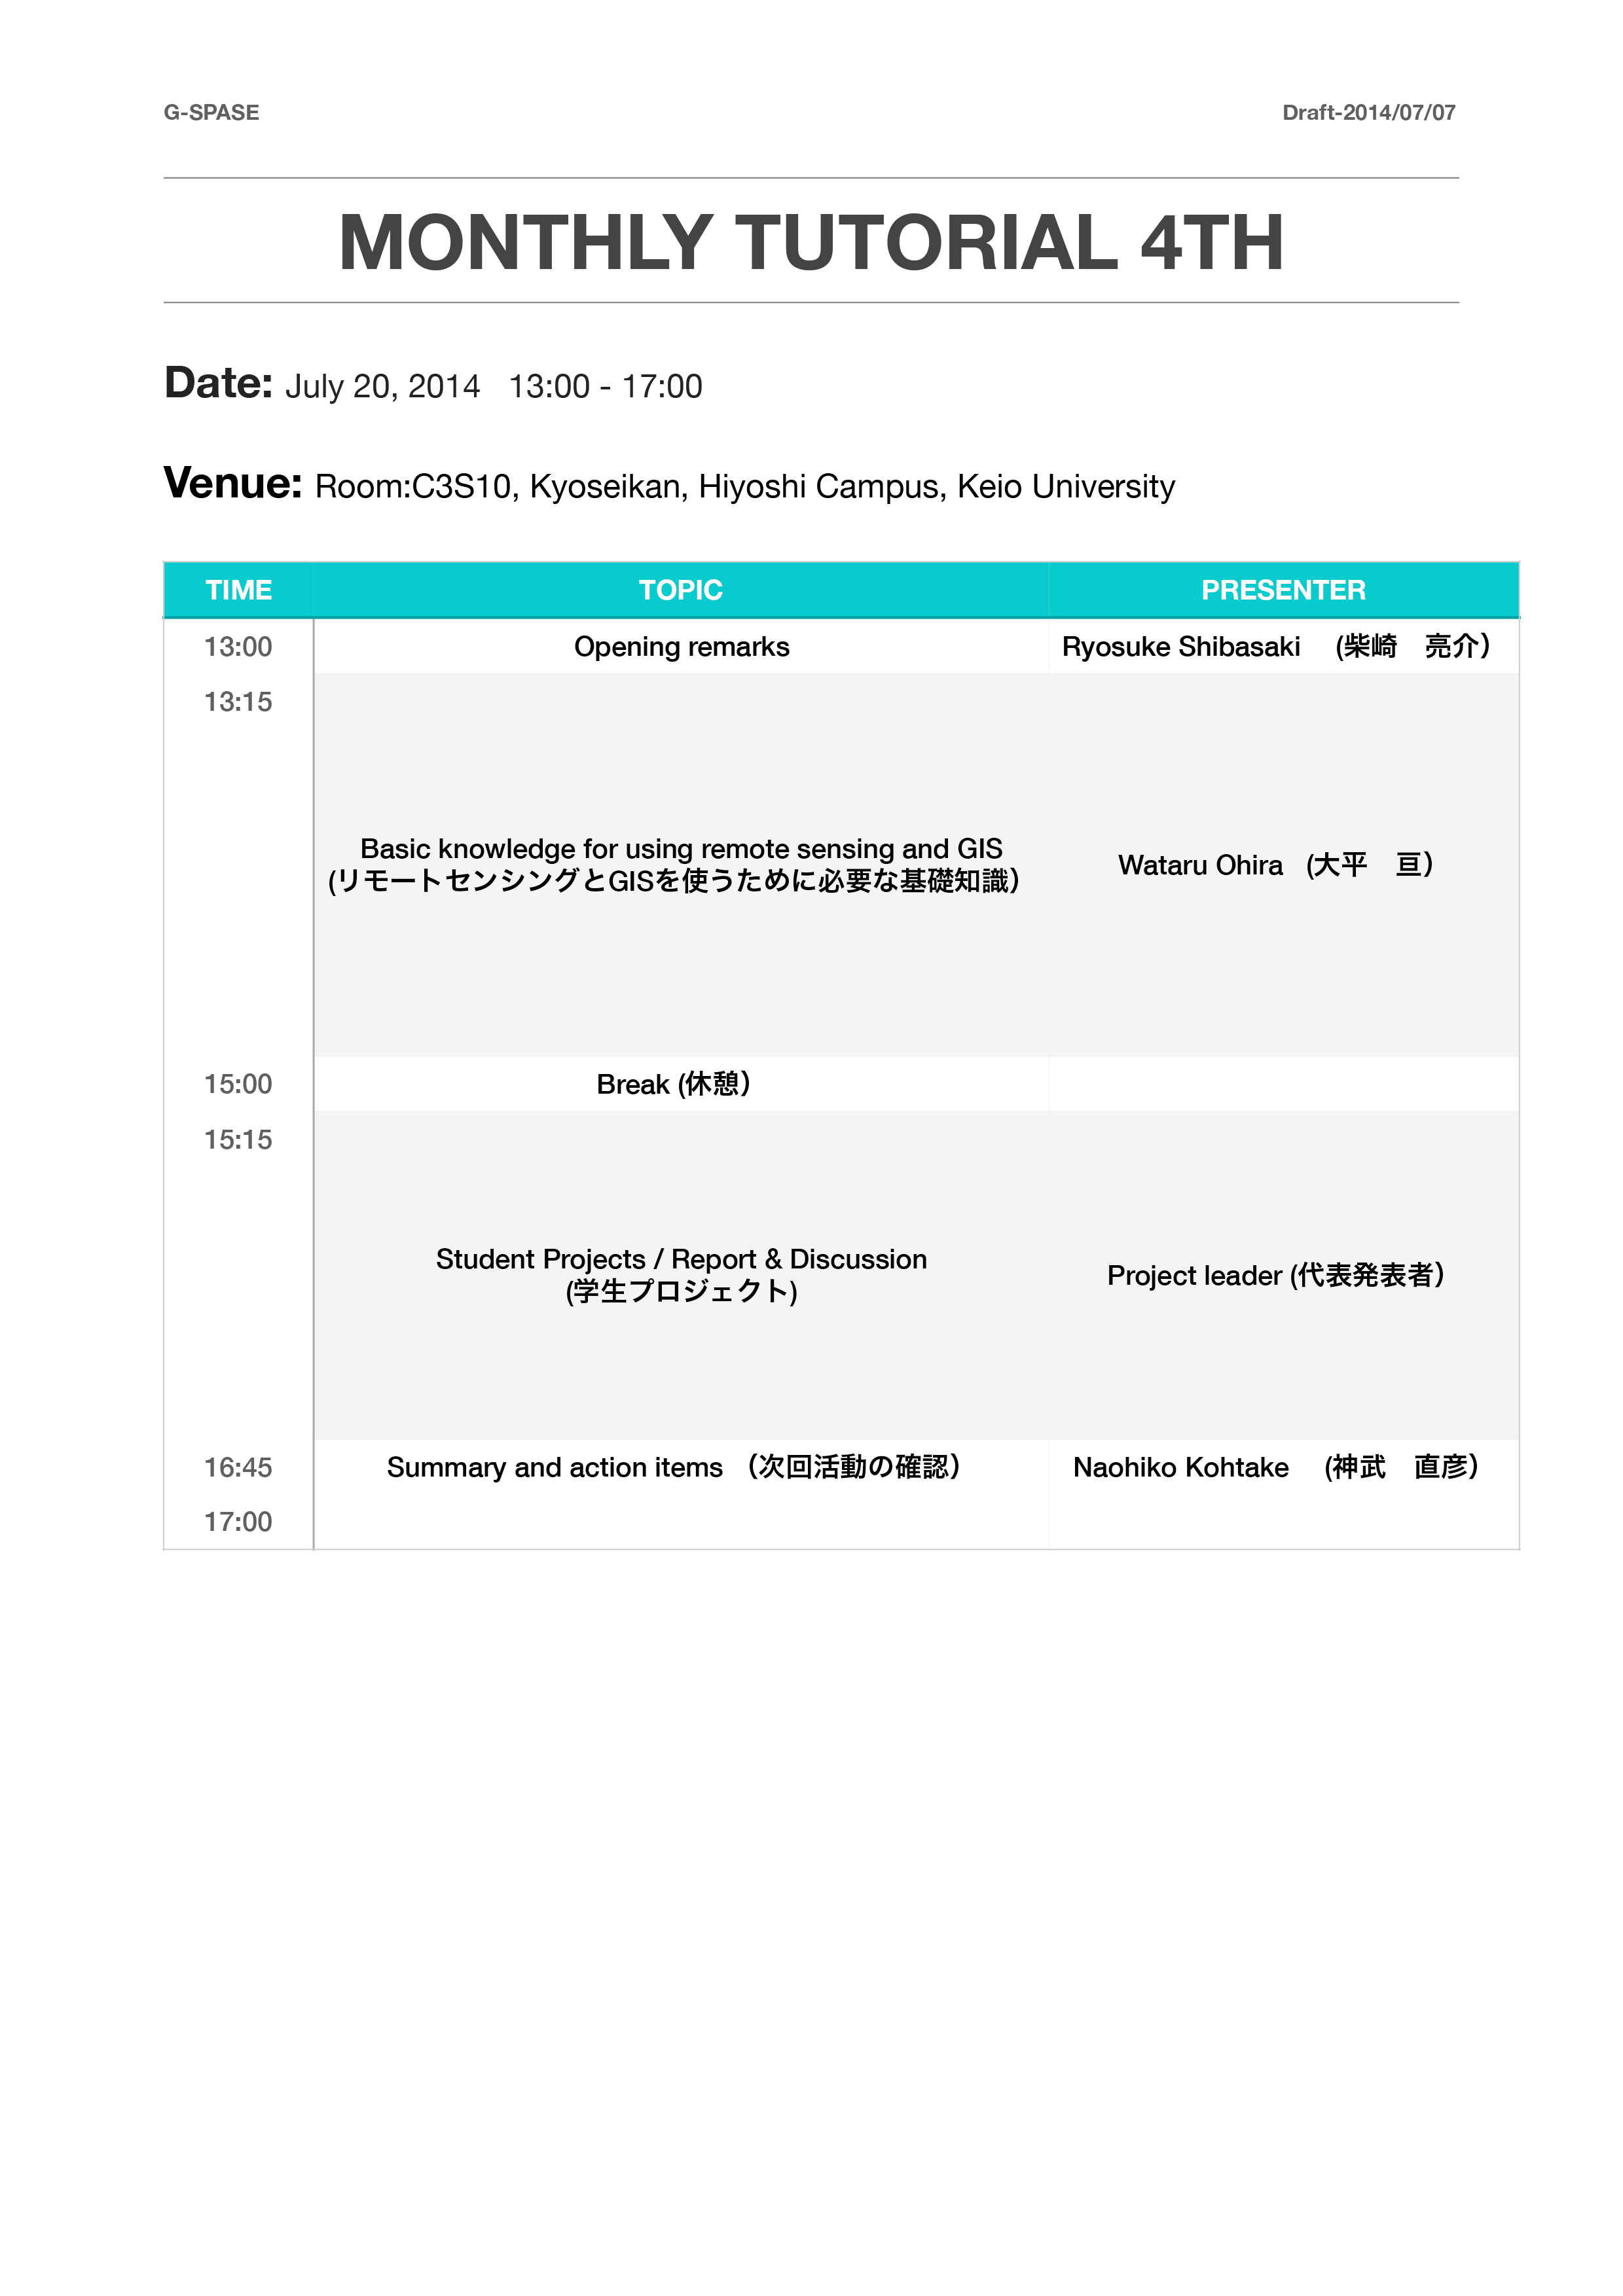 G-SPASE
Draft-2014/07/07
MONTHLY TUTORIAL 4TH
Date: July 20, 2014 13:00 - 17:00
Venue: Room:C3S10, Kyoseikan, Hiyoshi Campus, Keio University
TIME TOPIC PRESENTER
13:00 Opening remarks Ryosuke Shibasaki (柴崎　亮介）
13:15
Basic knowledge for using remote sensing and GIS
(リモートセンシングとGISを使うために必要な基礎知識）
Wataru Ohira (大平　亘）
15:00 Break (休憩）
15:15
Student Projects / Report & Discussion
(学生プロジェクト)
Project leader (代表発表者）
16:45 Summary and action items （次回活動の確認） Naohiko Kohtake (神武　直彦）
17:00